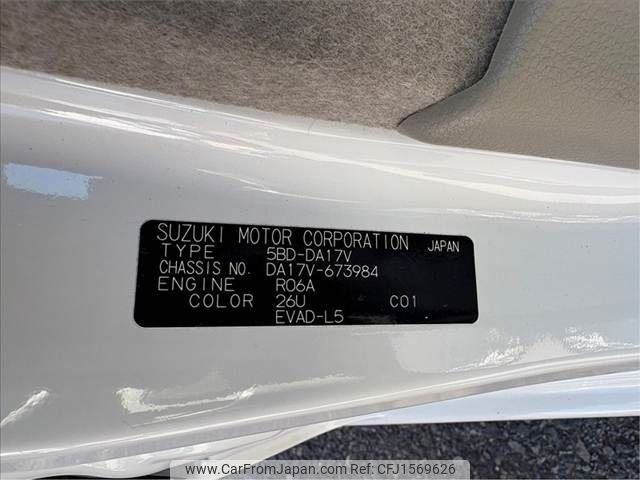 SUZUKI MOTOR CORPORATION JAPAN
TYPE 5BD-DA17V
CHASSIS NO. DA17V-673984
ENGINE R06A
COLOR 26U C01
EVAD-L5
www.CarFromJapan.com | CFJ1569626